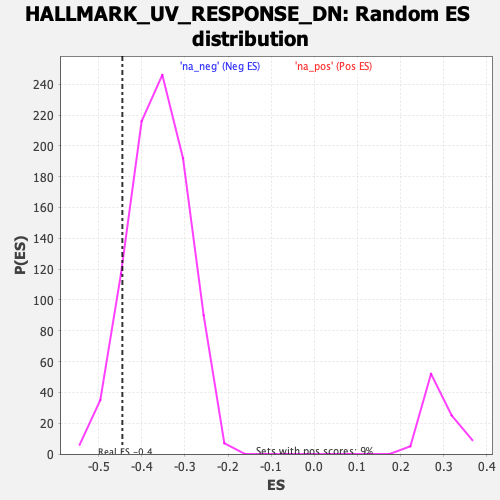 HALLMARK_UV_RESPONSE_DN: Random ES
distribution
'na_neg' (Neg ES) 'na_pos' (Pos ES)
240
220
200
180
160
140
120
100
80
60
40
20
0
P(ES)
Real ES -0.4 Sets with pos scores: 9%
-0.5 -0.4 -0.3 -0.2 -0.1 0.0 0.1 0.2 0.3 0.4
ES